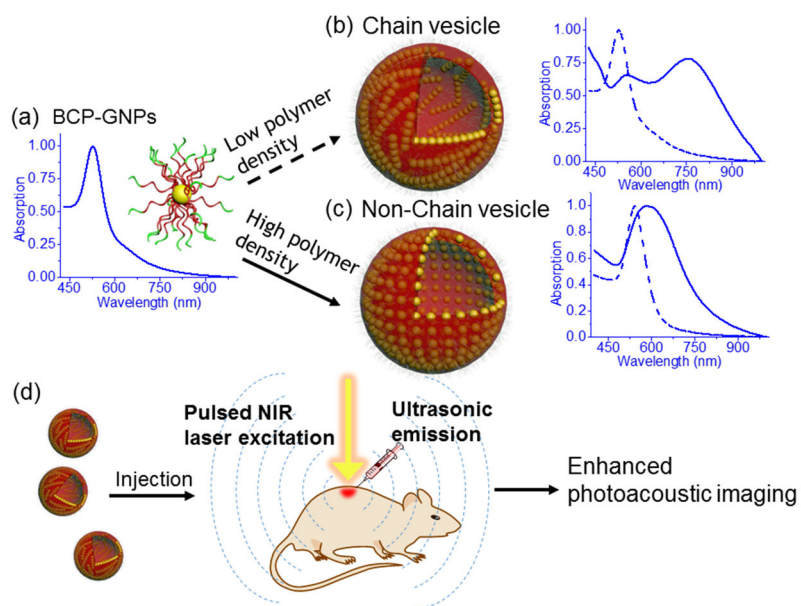 (a) BCP-GNPs
Absorption
1.00
0.75
0.50
0.25
0.00
450 600 750 900
Wavelength (nm)
Low polymer
density
High polymer
density
(b) Chain vesicle
Absorption
1.00
0.75
0.50
0.25
0.00
450 600 750 900
Wavelength (nm)
(c) Non-Chain vesicle
Absorption
1.0
0.8
0.6
0.4
0.2
0.0
450 600 750 900
Wavelength (nm)
(d)
Injection
Pulsed NIR
laser excitation
Ultrasonic
emission
Enhanced
photoacoustic imaging